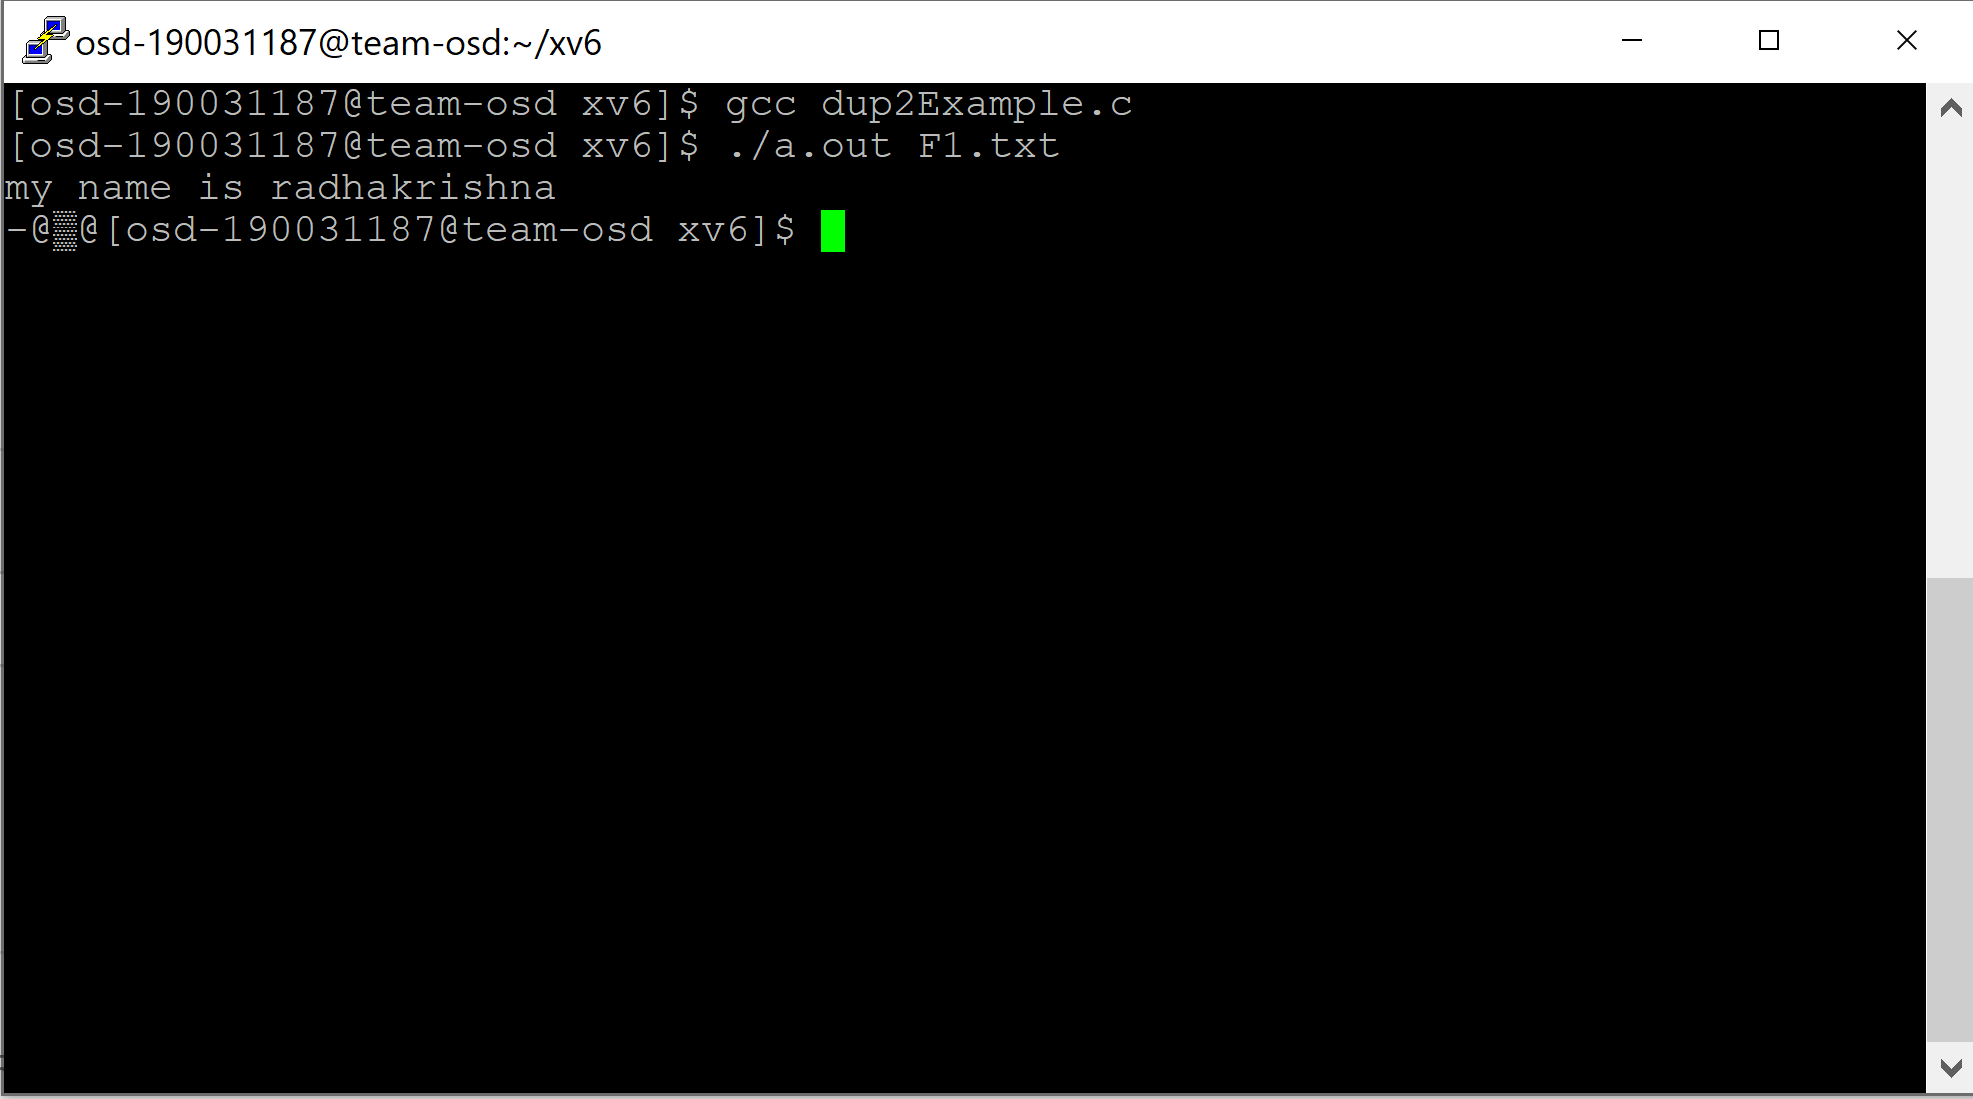 osd-190031187@team-osd:~/xv6
[osd-190031187@team-osd xv6]$ gcc dup2Example.c
[osd-190031187@team-osd xv6]$ ./a.out F1.txt
my name is radhakrishna
-@▒@[osd-190031187@team-osd xv6]$